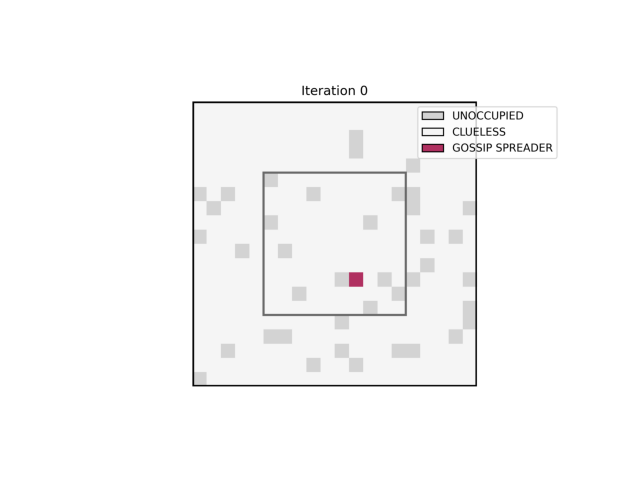 Iteration 0
UNOCCUPIED
CLUELESS
GOSSIP SPREADER